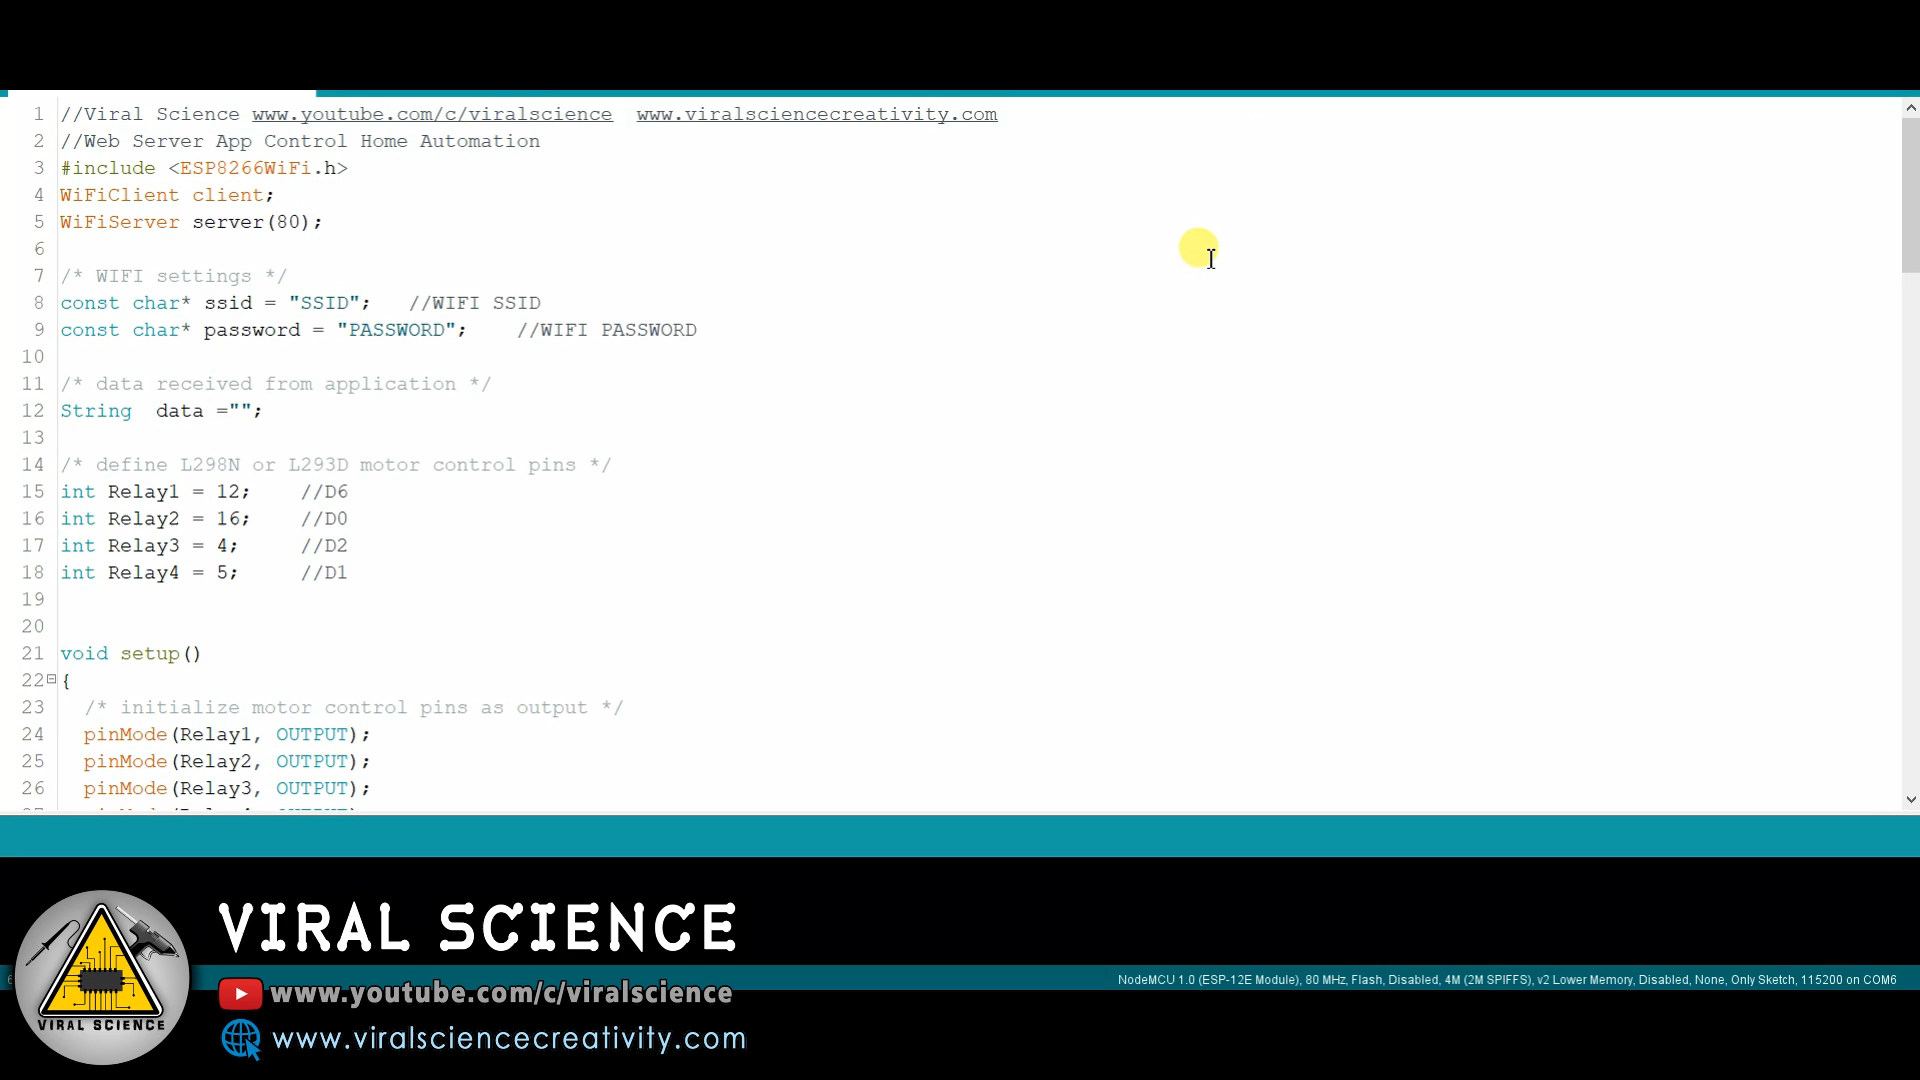 1 //Viral Science www.youtube.com/c/viralscience  www.viralsciencecreativity.com
2 //Web Server App Control Home Automation
3 #include <ESP8266WiFi.h>
4 WiFiClient client;
5 WiFiServer server(80);
6
7 /* WIFI settings */
8 const char* ssid = "SSID";   //WIFI SSID
9 const char* password = "PASSWORD";    //WIFI PASSWORD
10
11 /* data received from application */
12 String  data ="";
13
14 /* define L298N or L293D motor control pins */
15 int Relay1 = 12;    //D6
16 int Relay2 = 16;    //D0
17 int Relay3 = 4;     //D2
18 int Relay4 = 5;     //D1
19
20
21 void setup()
22 {
23   /* initialize motor control pins as output */
24   pinMode(Relay1, OUTPUT);
25   pinMode(Relay2, OUTPUT);
26   pinMode(Relay3, OUTPUT);
VIRAL SCIENCE
NodeMCU 1.0 (ESP-12E Module), 80 MHz, Flash, Disabled, 4M (2M SPIFFS), v2 Lower Memory, Disabled, None, Only Sketch, 115200 on COM6
www.youtube.com/c/viralscience
VIRAL SCIENCE
www.viralsciencecreativity.com